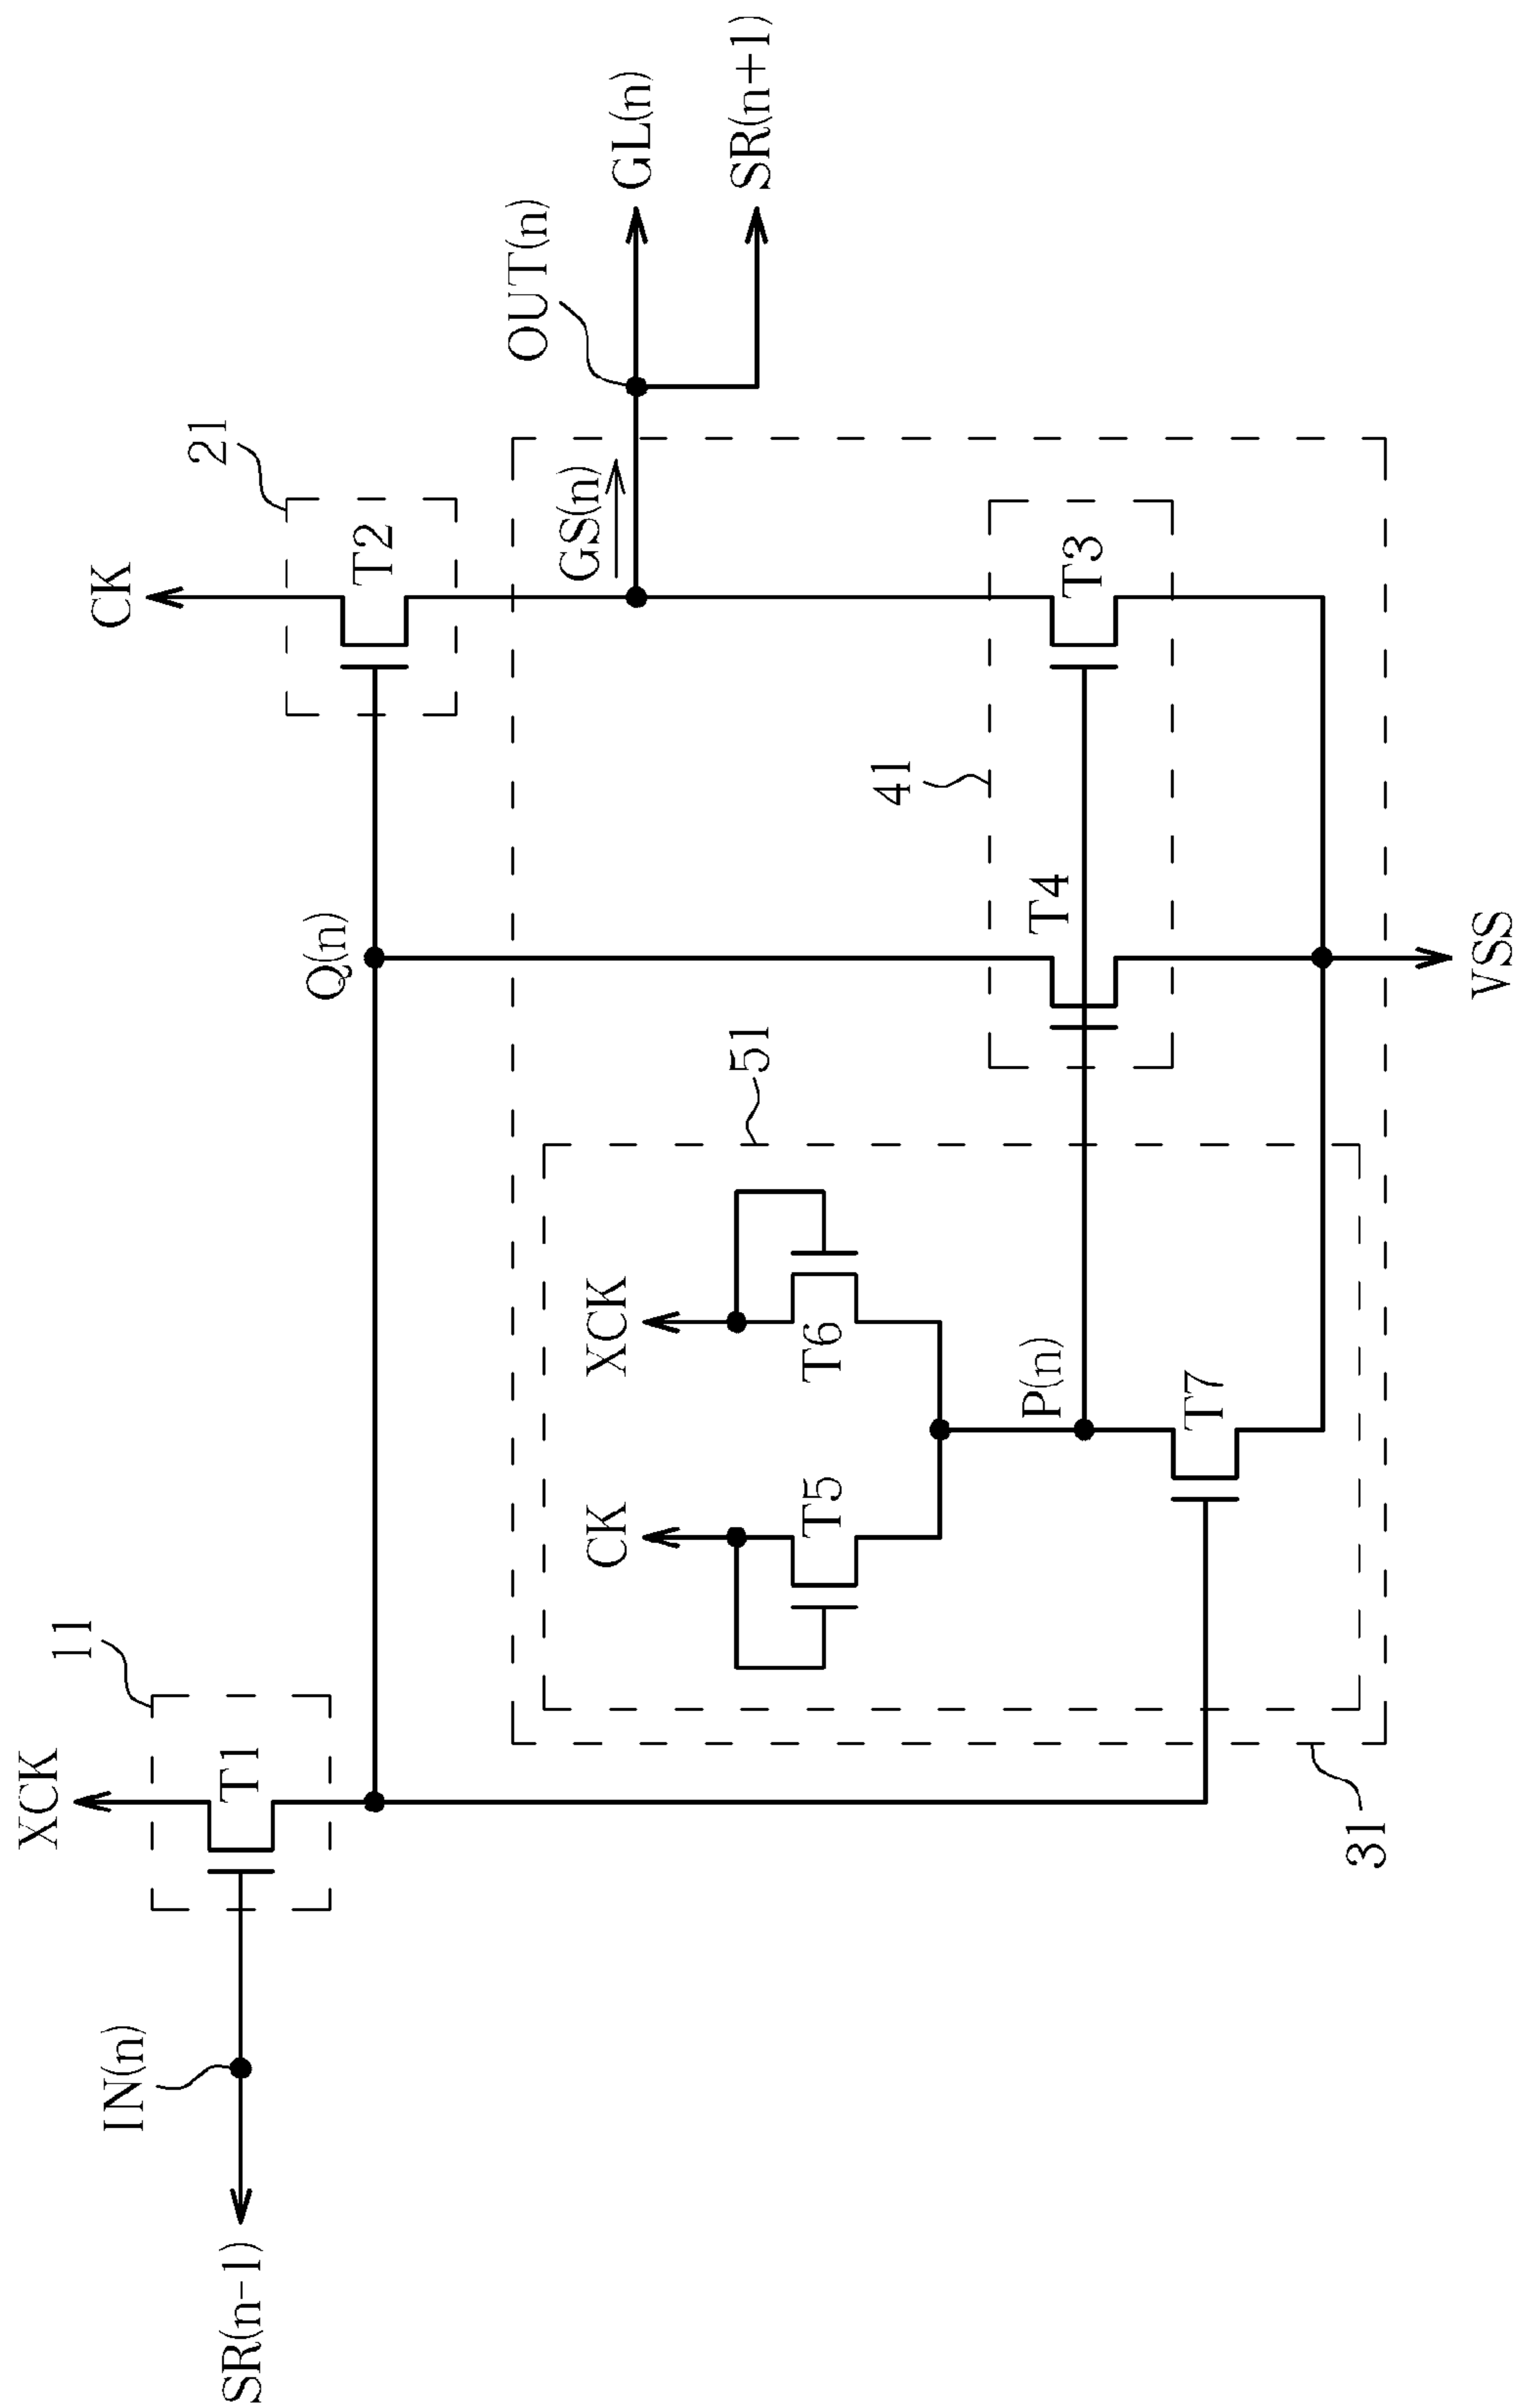 XCK
11
T1
IN(n)
SR(n-1)
Q(n)
CK
21
T2
OUT(n)
GS(n)
GL(n)
SR(n+1)
CK
XCK
T5
T6
51
41
P(n)
T4
T3
T7
31
VSS